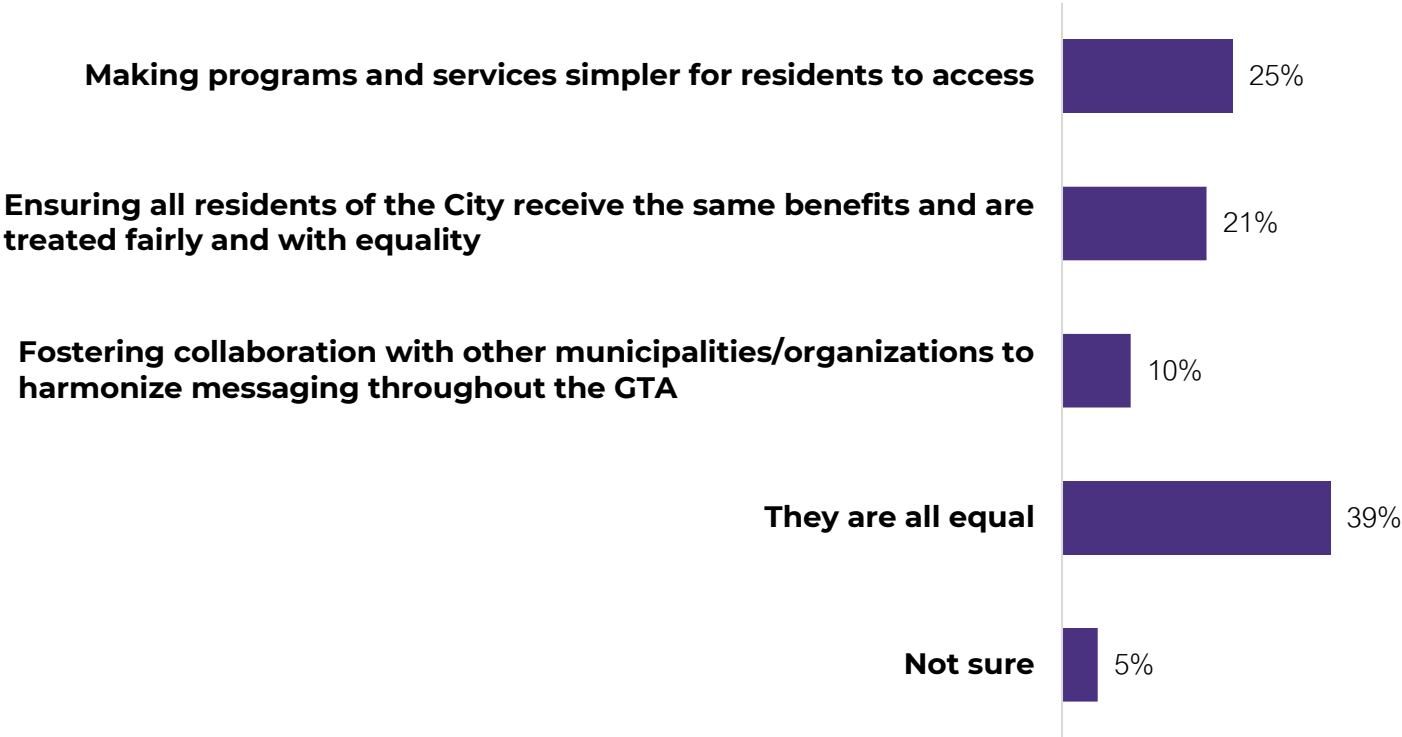 Making programs and services simpler for residents to access
25%
Ensuring all residents of the City receive the same benefits and are
treated fairly and with equality
21%
Fostering collaboration with other municipalities/organizations to
harmonize messaging throughout the GTA
10%
They are all equal
39%
Not sure
5%